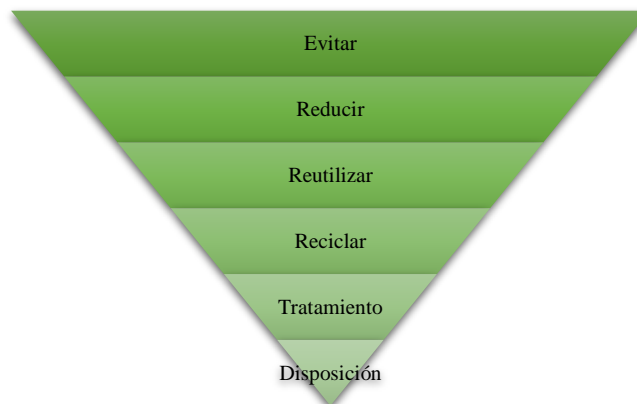 Evitar
Reducir
Reutilizar
Reciclar
Tratamiento
Disposición